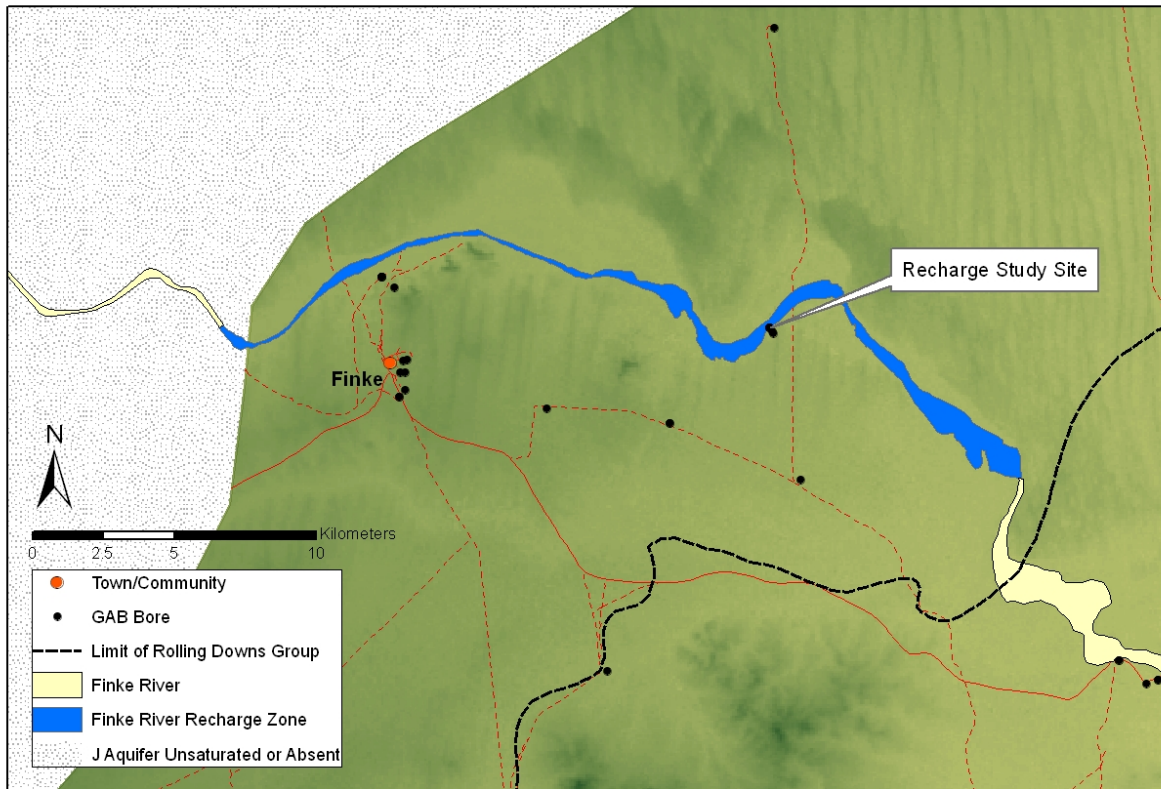 Recharge Study Site
Finke
N
Kilometers
0 2.5 5 10
Town/Community
GAB Bore
Limit of Rolling Downs Group
Finke River
Finke River Recharge Zone
J Aquifer Unsaturated or Absent